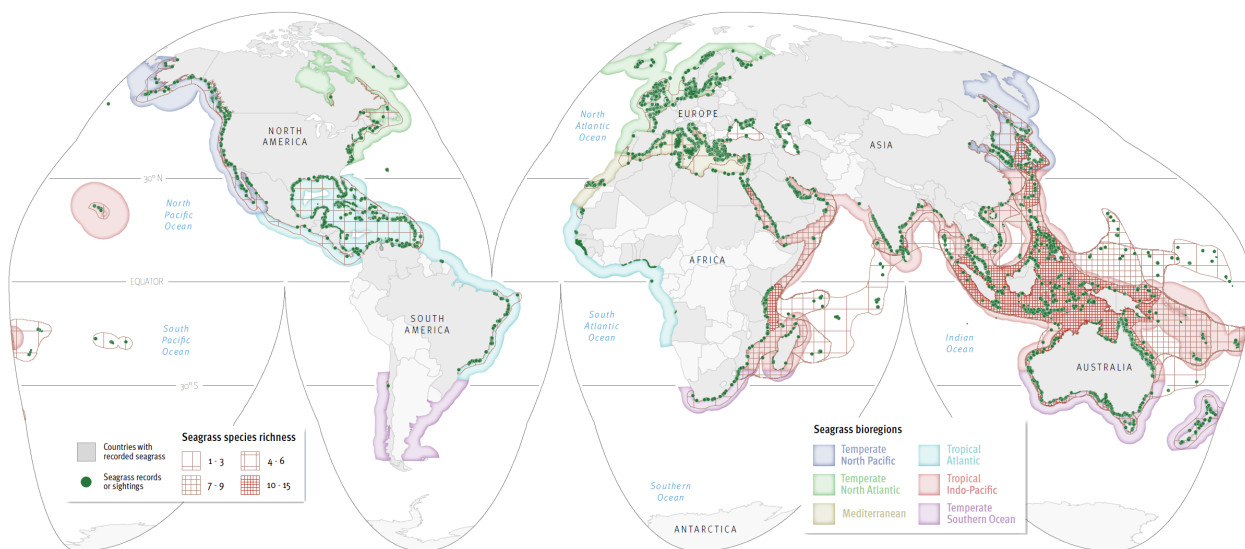 NORTH
AMERICA
EUROPE
ASIA
North
Atlantic
Ocean
30° N
North
Pacific
Ocean
AFRICA
EQUATOR
SOUTH
AMERICA
South
Pacific
Ocean
South
Atlantic
Ocean
Indian
Ocean
AUSTRALIA
30° S
Countries with
recorded seagrass
Seagrass records
or sightings
Seagrass species richness
1 - 3
4 - 6
7 - 9
10 - 15
Seagrass bioregions
Temperate
North Pacific
Tropical
Atlantic
Temperate
North Atlantic
Tropical
Indo-Pacific
Mediterranean
Temperate
Southern Ocean
Southern
Ocean
ANTARCTICA